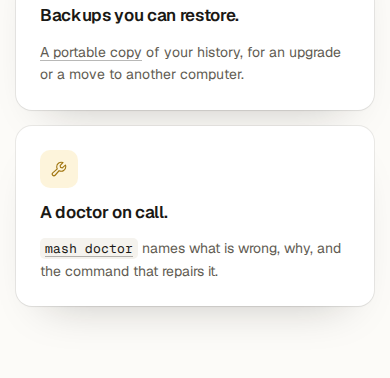 Backups you can restore.
A portable copy of your history, for an upgrade
or a move to another computer.
A doctor on call.
mash doctor names what is wrong, why, and
the command that repairs it.